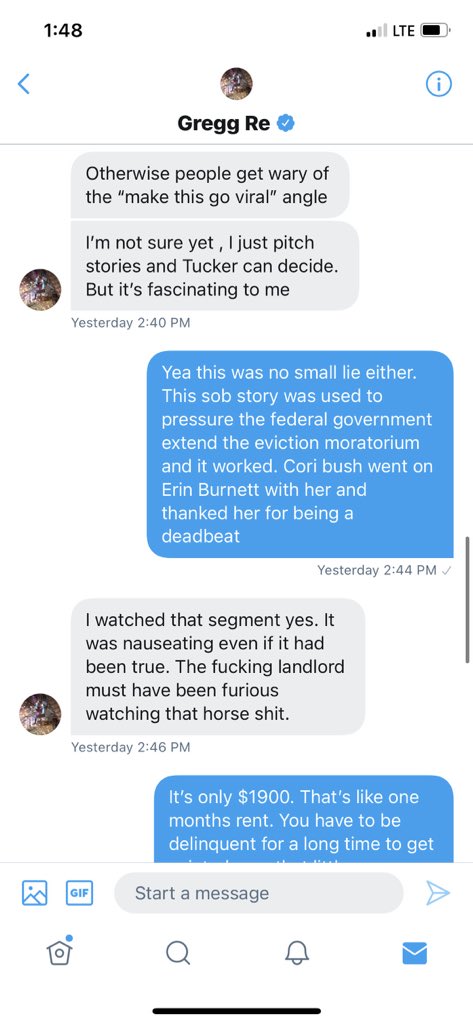 1:48
LTE
Gregg Re
Otherwise people get wary of
the “make this go viral” angle
I’m not sure yet , I just pitch
stories and Tucker can decide.
But it’s fascinating to me
Yesterday 2:40 PM
Yea this was no small lie either.
This sob story was used to
pressure the federal government
extend the eviction moratorium
and it worked. Cori bush went on
Erin Burnett with her and
thanked her for being a
deadbeat
Yesterday 2:44 PM
I watched that segment yes. It
was nauseating even if it had
been true. The fucking landlord
must have been furious
watching that horse shit.
Yesterday 2:46 PM
It’s only $1900. That’s like one
months rent. You have to be
delinquent for a long time to get
GIF
Start a message